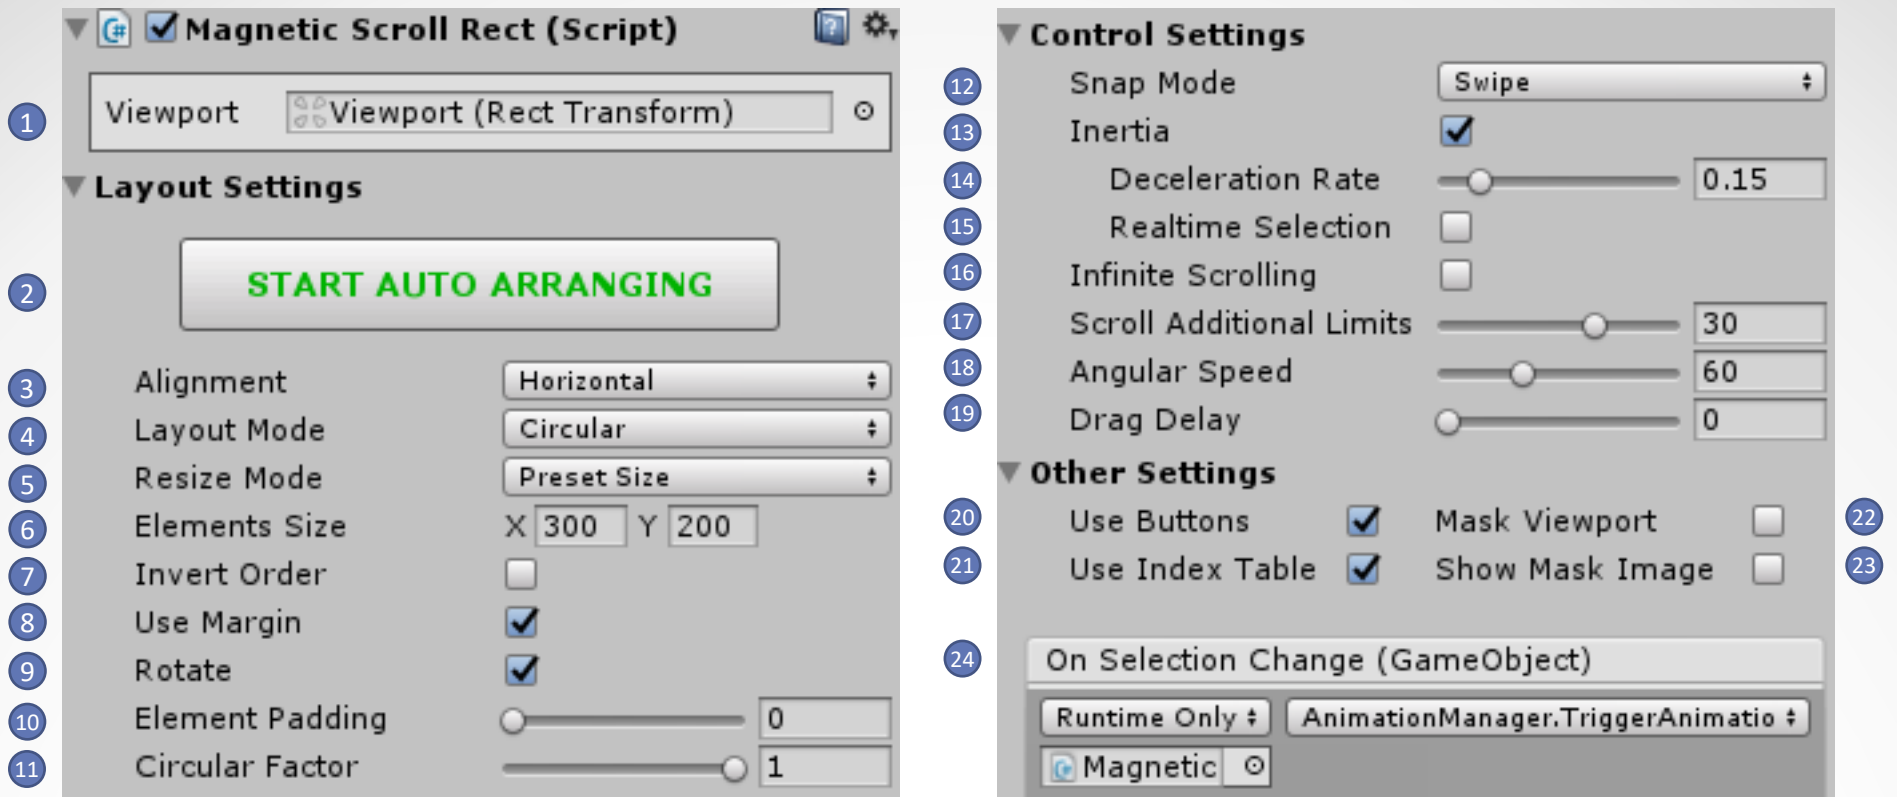 Magnetic Scroll Rect (Script)
1 Viewport Viewport (Rect Transform)
Layout Settings
2 START AUTO ARRANGING
3 Alignment Horizontal
4 Layout Mode Circular
5 Resize Mode Preset Size
6 Elements Size X 300 Y 200
7 Invert Order
8 Use Margin
9 Rotate
10 Element Padding 0
11 Circular Factor 1
Control Settings
12 Snap Mode Swipe
13 Inertia
14 Deceleration Rate 0.15
15 Realtime Selection
16 Infinite Scrolling
17 Scroll Additional Limits 30
18 Angular Speed 60
19 Drag Delay 0
Other Settings
20 Use Buttons Mask Viewport 22
21 Use Index Table Show Mask Image 23
24 On Selection Change (GameObject)
Runtime Only AnimationManager.TriggerAnimatio
Magnetic